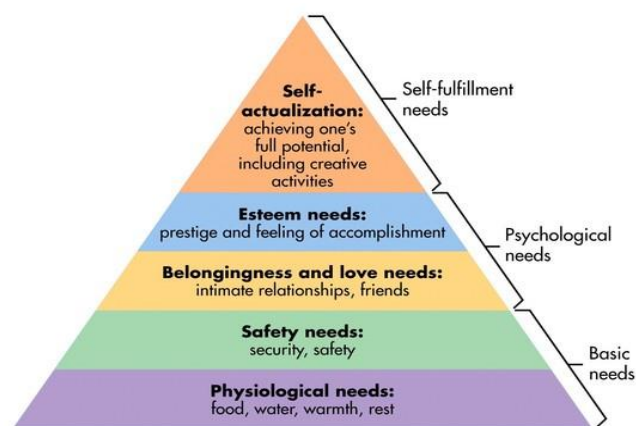 Self-
actualization:
achieving one's
full potential,
including creative
activities
Esteem needs:
prestige and feeling of accomplishment
Belongingness and love needs:
intimate relationships, friends
Safety needs:
security, safety
Physiological needs:
food, water, warmth, rest
Self-fulfillment
needs
Psychological
needs
Basic
needs